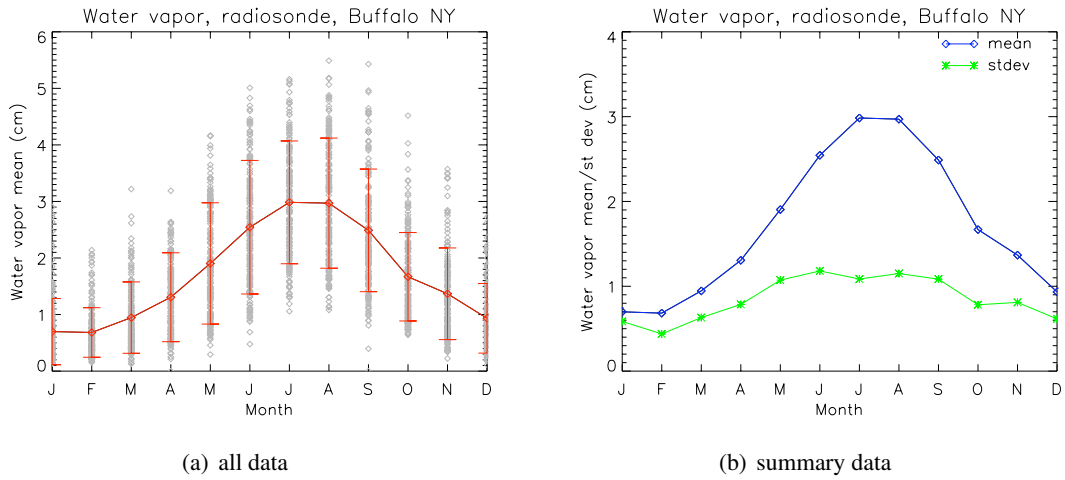 Water vapor, radiosonde, Buffalo NY
Water vapor mean (cm)
6
5
4
3
2
1
0
J F M A M J J A S O N D
Month
(a) all data
Water vapor, radiosonde, Buffalo NY
Water vapor mean/st dev (cm)
4
3
2
1
0
mean
stdev
J F M A M J J A S O N D
Month
(b) summary data